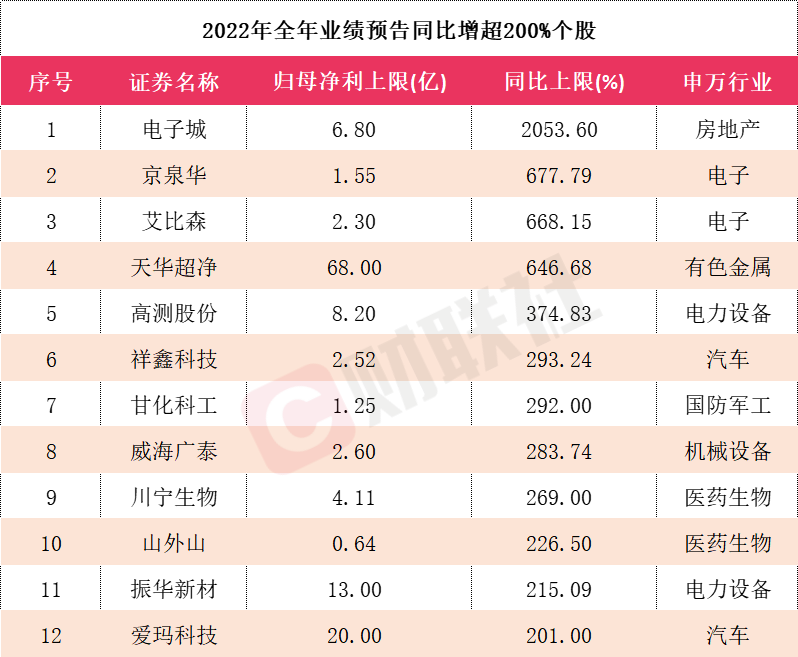 2022年全年业绩预告同比增超200%个股
序号 证券名称 归母净利上限(亿) 同比上限(%) 申万行业
1 电子城 6.80 2053.60 房地产
2 京泉华 1.55 677.79 电子
3 艾比森 2.30 668.15 电子
4 天华超净 68.00 646.68 有色金属
5 高测股份 8.20 374.83 电力设备
6 祥鑫科技 2.52 293.24 汽车
7 甘化科工 1.25 292.00 国防军工
8 威海广泰 2.60 283.74 机械设备
9 川宁生物 4.11 269.00 医药生物
10 山外山 0.64 226.50 医药生物
11 振华新材 13.00 215.09 电力设备
12 爱玛科技 20.00 201.00 汽车
财联社